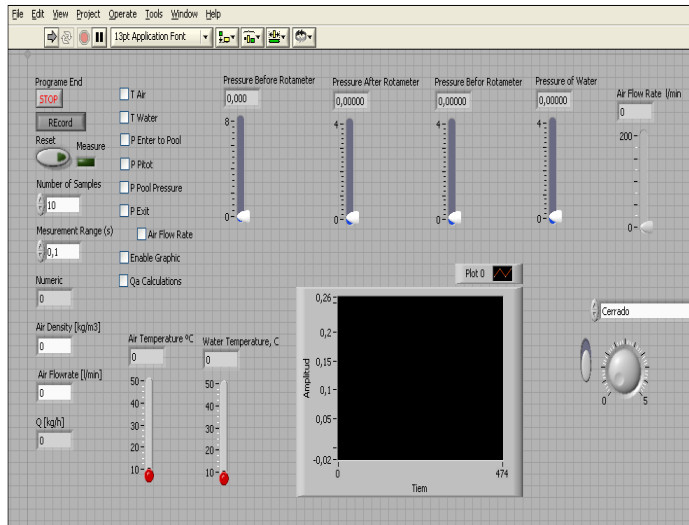 File Edit View Project Operate Tools Window Help
13pt Application Font
Programe End
STOP
REcord
Reset
Measure
Number of Samples
10
Mesurement Range (s)
0,1
Numeric
0
Air Density [kg/m3]
0
Air Flowrate [l/min]
0
Q [kg/h]
0
T Air
T Water
P Enter to Pool
P Pitot
P Pool Pressure
P Exit
Air Flow Rate
Enable Graphic
Qa Calculations
Pressure Before Rotameter
0,000
8
0
Pressure After Rotameter
0,00000
4
0
Pressure Befor Rotameter
0,00000
4
0
Pressure of Water
0,00000
4
0
Air Flow Rate l/min
0
200
0
Air Temperature ºC
0
50
40
30
20
10
Water Temperature, C
0
50
40
30
20
10
Plot 0
Amplitud
0,26
0,2
0,15
0,1
0,05
-0,02
0
474
Tiem
Cerrado
0
5